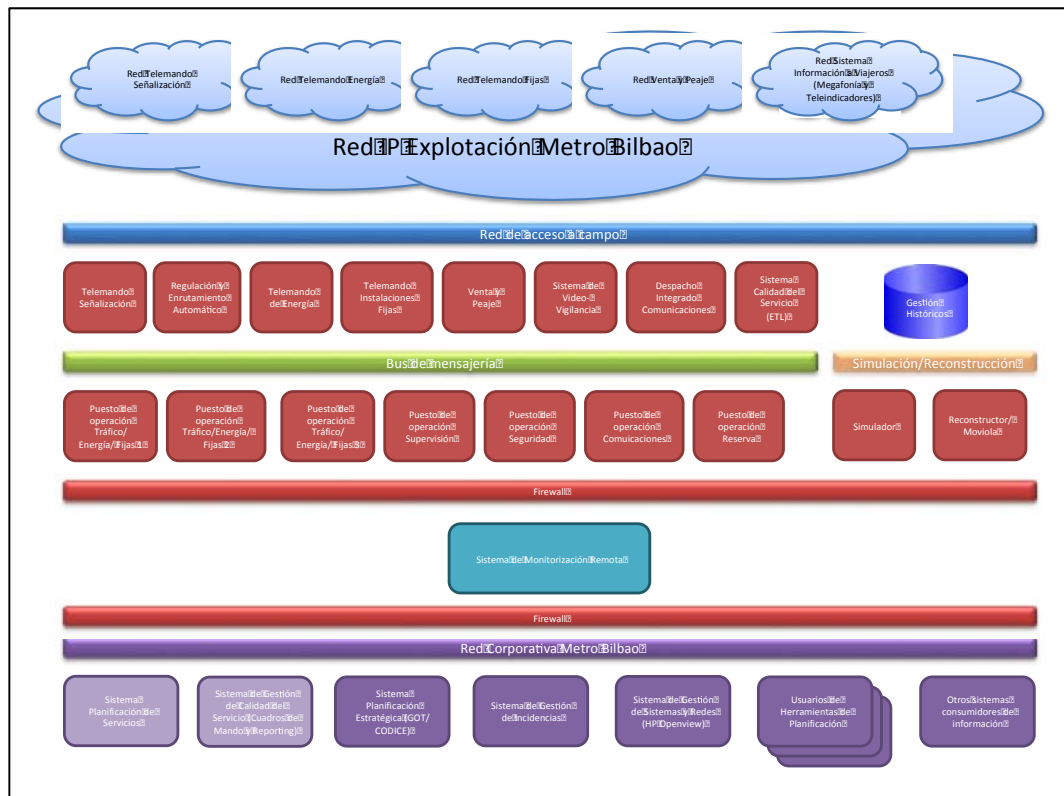 Red Telemando
Señalización
Red Telemando Energía
Red Telemando Fijas
Red Venta y Peaje
Red Sistema
Información a Viajeros
(Megafonía y
Teleindicadores)
Red IP Explotación Metro Bilbao
Red de acceso a campo
Telemando
Señalización
Regulación y
Enrutamiento
Automático
Telemando
de Energía
Telemando
Instalaciones
Fijas
Venta y
Peaje
Sistema de
Video-
Vigilancia
Despacho
Integrado
Comunicaciones
Sistema
Calidad del
Servicio
(ETL)
Gestión
Históricos
Bus de mensajería
Simulación/Reconstrucción
Puesto de
operación
Tráfico/
Energía/ Fijas 1
Puesto de
operación
Tráfico/Energía/
Fijas 2
Puesto de
operación
Tráfico/
Energía/ Fijas 3
Puesto de
operación
Supervisión
Puesto de
operación
Seguridad
Puesto de
operación
Comuicaciones
Puesto de
operación
Reserva
Simulador
Reconstructor/
Moviola
Firewall
Sistema de Monitorización Remota
Firewall
Red Corporativa Metro Bilbao
Sistema
Planificación de
Servicios
Sistema de Gestión
de Calidad del
Servicio (Cuadros de
Mando y Reporting)
Sistema
Planificación
Estratégica (GOT/
CODICE)
Sistema de Gestión
de Incidencias
Sistema de Gestión
de Sistemas y Redes
(HP Openview)
Usuarios de
Herramientas de
Planificación
Otros sistemas
consumidores de
información